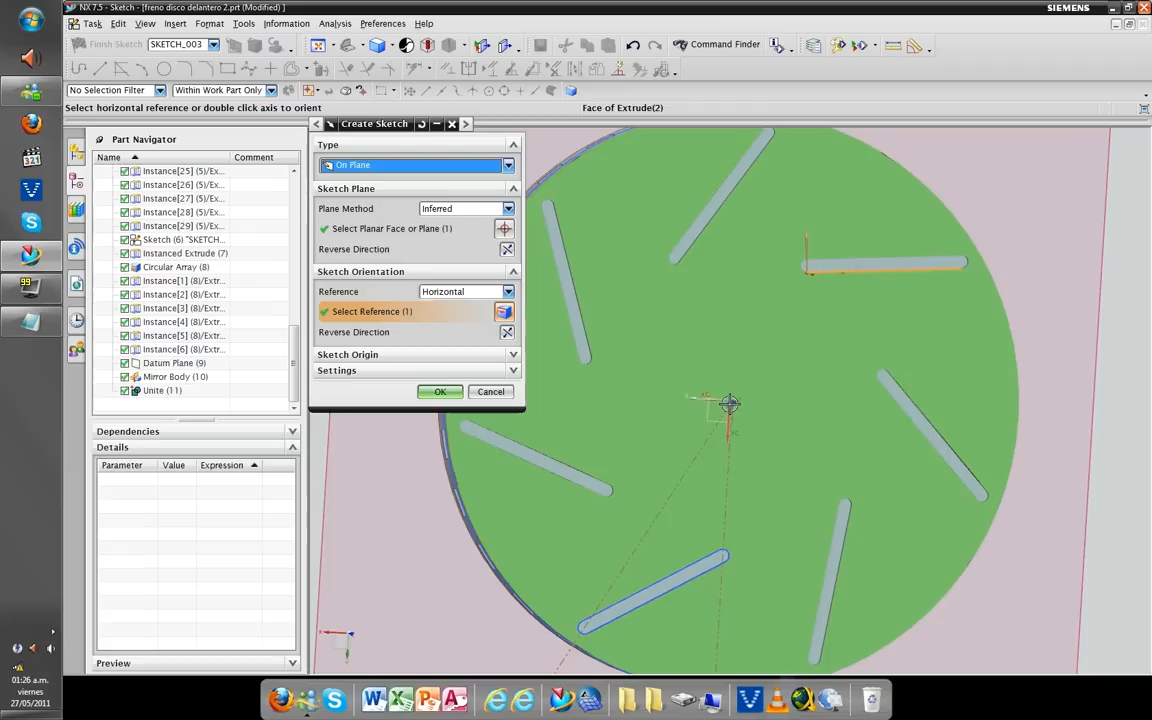 NX 7.5 - Sketch - [freno disco delantero 2.prt (Modified) ]
SIEMENS
Task Edit View Insert Format Tools Information Analysis Preferences Help
Finish Sketch SKETCH_003
Command Finder
No Selection Filter Within Work Part Only
Select horizontal reference or double click axis to orient
Face of Extrude(2)
Part Navigator
Name Comment
Instance[25] (5)/Ex...
Instance[26] (5)/Ex...
Instance[27] (5)/Ex...
Instance[28] (5)/Ex...
Instance[29] (5)/Ex...
Sketch (6) "SKETCH...
Instanced Extrude (7)
Circular Array (8)
Instance[1] (8)/Extr...
Instance[2] (8)/Extr...
Instance[3] (8)/Extr...
Instance[4] (8)/Extr...
Instance[5] (8)/Extr...
Instance[6] (8)/Extr...
Datum Plane (9)
Mirror Body (10)
Unite (11)
Dependencies
Details
Parameter Value Expression
Preview
Create Sketch
Type
On Plane
Sketch Plane
Plane Method Inferred
Select Planar Face or Plane (1)
Reverse Direction
Sketch Orientation
Reference Horizontal
Select Reference (1)
Reverse Direction
Sketch Origin
Settings
OK Cancel
XC
321
99
01:26 a.m.
viernes
27/05/2011